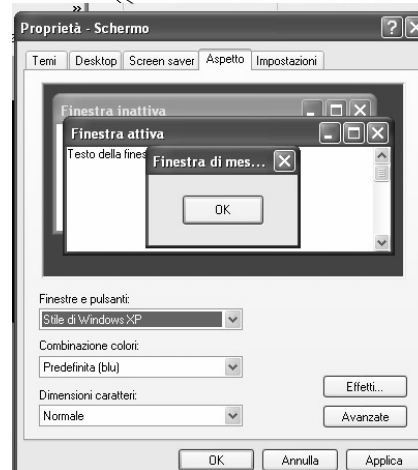 »
Proprietà - Schermo
Temi Desktop Screen saver Aspetto Impostazioni
Finestra inattiva
Finestra attiva
Testo della fines
Finestra di mes...
OK
Finestre e pulsanti:
Stile di Windows XP
Combinazione colori:
Predefinita (blu)
Effetti...
Dimensioni caratteri:
Normale
Avanzate
OK Annulla Applica